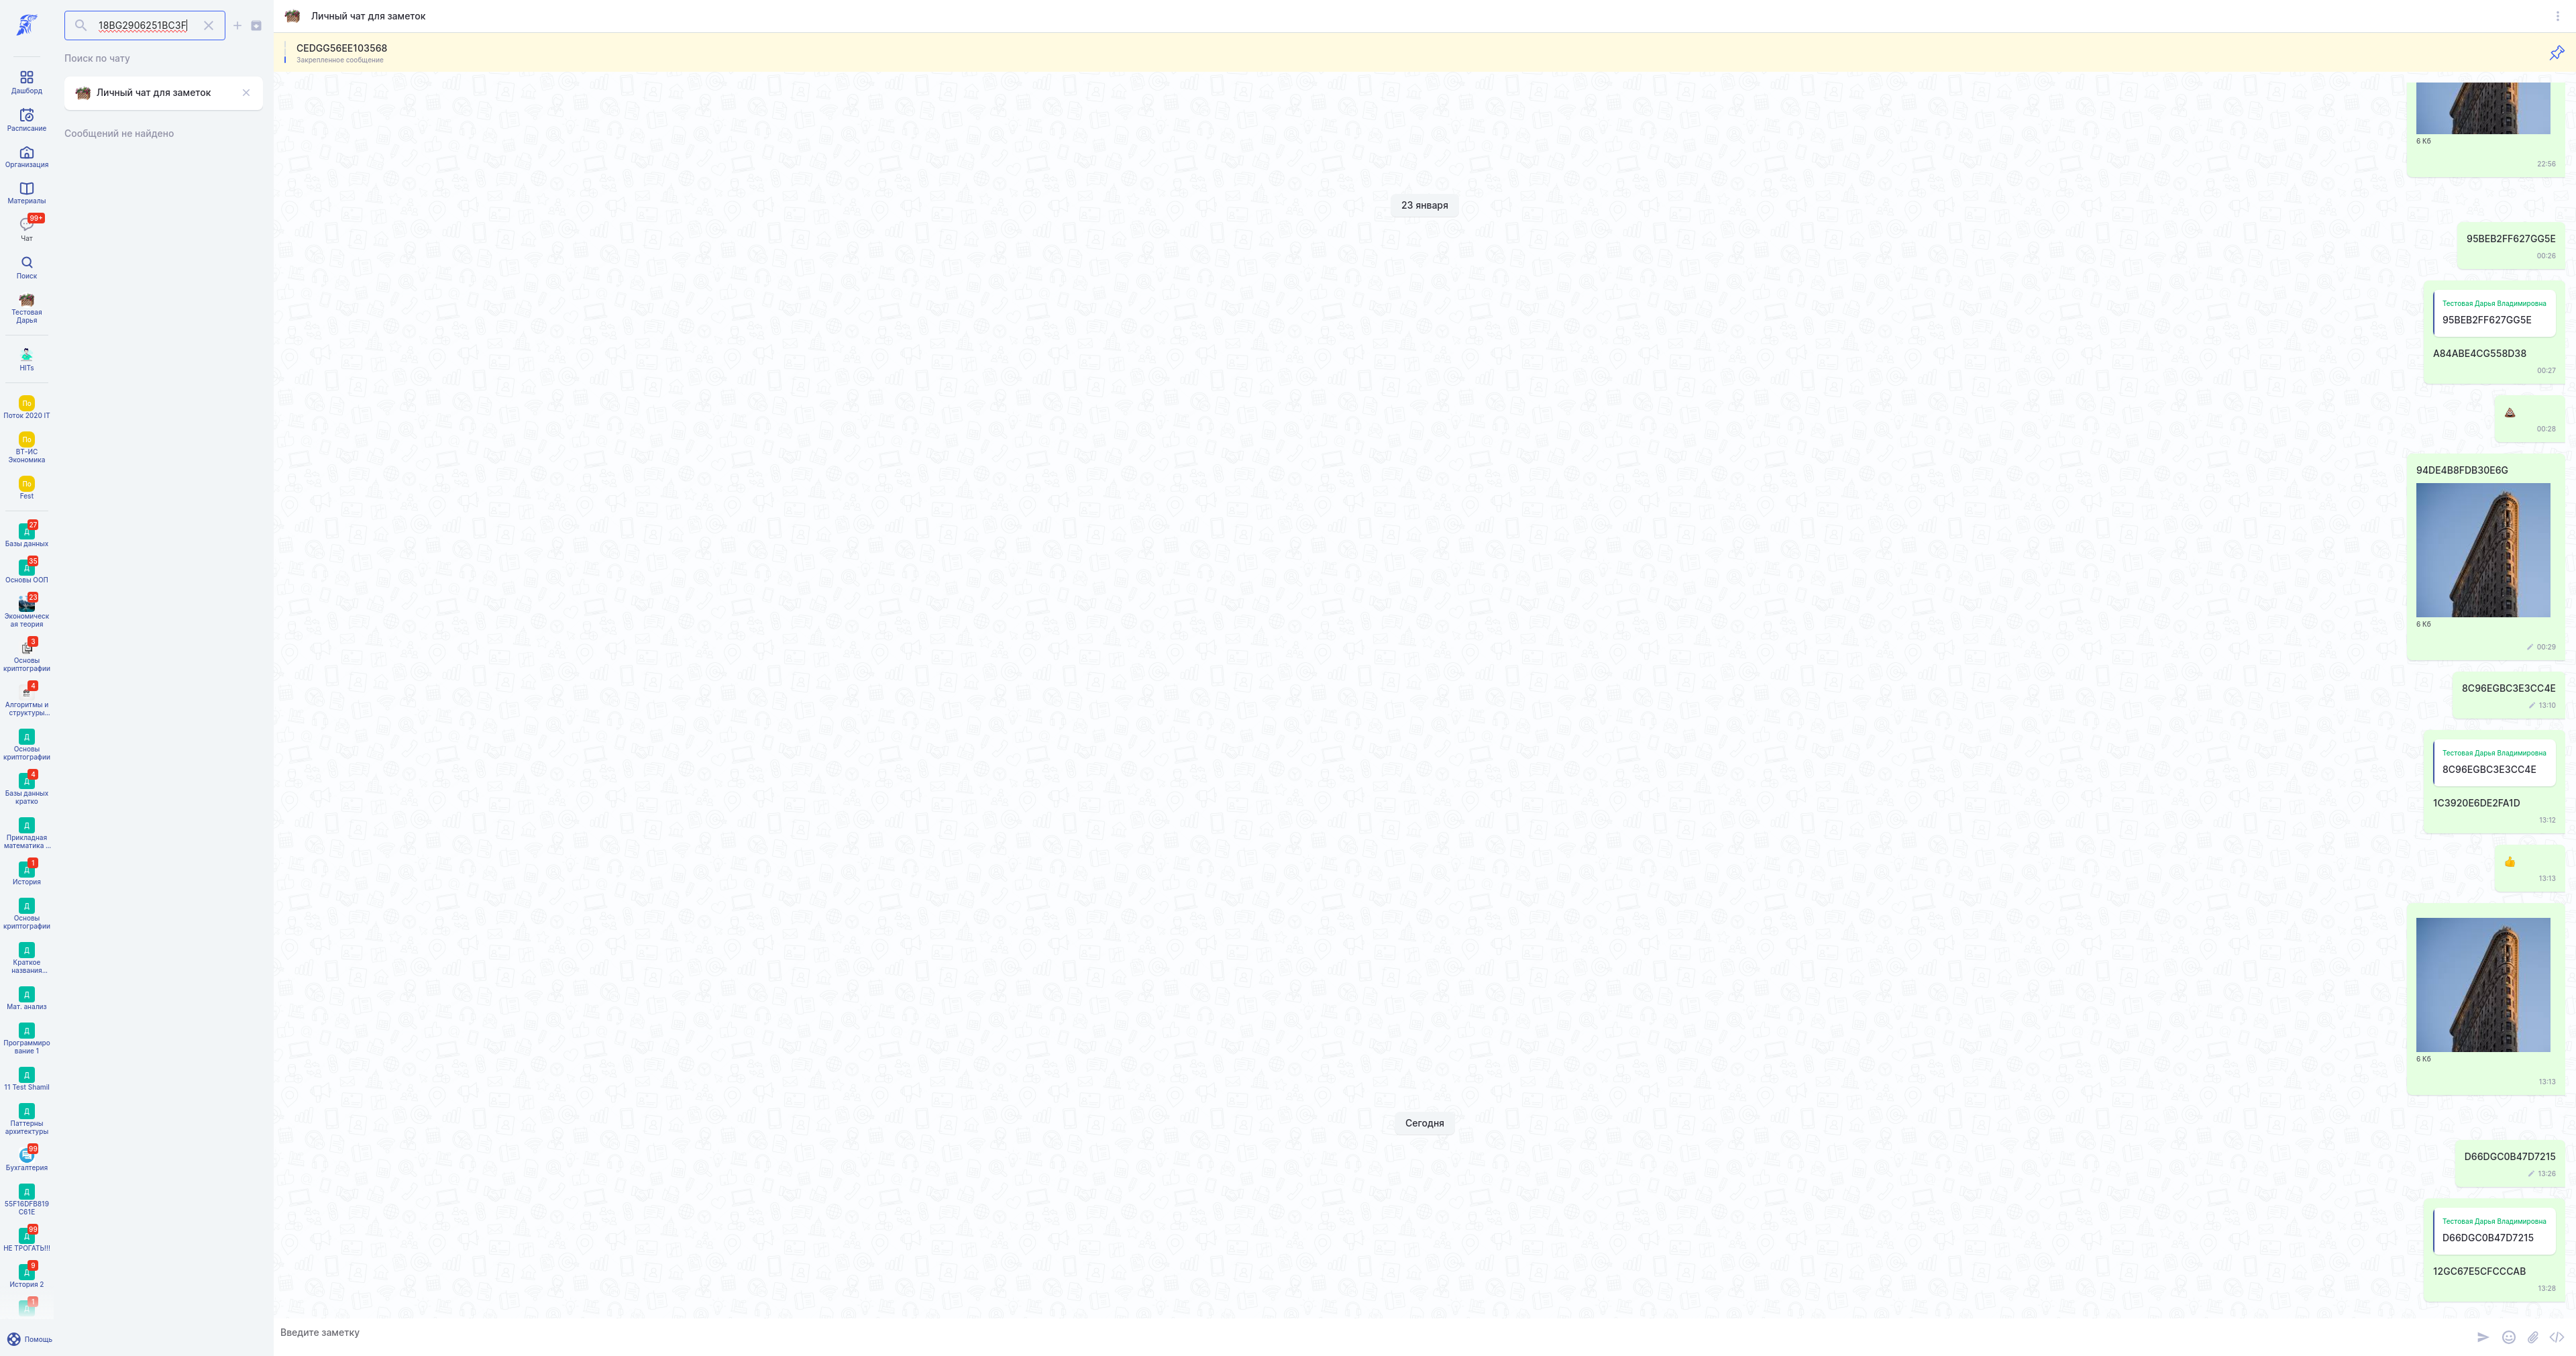 18BG2906251BC3F
Поиск по чату
Личный чат для заметок
Сообщений не найдено
Дашборд
Расписание
Организация
Материалы
99+
Чат
Поиск
Тестовая
Дарья
HITs
По
Поток 2020 IT
По
ВТ-ИС
Экономика
По
Fest
27
Д
Базы данных
35
Д
Основы ООП
23
Экономическ
ая теория
3
Основы
криптографии
4
Алгоритмы и
структуры...
Д
Основы
криптографии
4
Д
Базы данных
кратко
Д
Прикладная
математика ...
1
Д
История
Д
Основы
криптографии
Д
Краткое
названия...
Д
Мат. анализ
Д
Программиро
вание 1
Д
11 Test Shamil
Д
Паттерны
архитектуры
99
Бухгалтерия
Д
55F16DFB819
C61E
99
Д
НЕ ТРОГАТЬ!!!
9
Д
История 2
1
Д
Помощь
Личный чат для заметок
CEDGG56EE103568
Закрепленное сообщение
6 Кб
22:56
23 января
95BEB2FF627GG5E
00:26
Тестовая Дарья Владимировна
95BEB2FF627GG5E
A84ABE4CG558D38
00:27
00:28
94DE4B8FDB30E6G
6 Кб
00:29
8C96EGBC3E3CC4E
13:10
Тестовая Дарья Владимировна
8C96EGBC3E3CC4E
1C3920E6DE2FA1D
13:12
13:13
6 Кб
13:13
Сегодня
D66DGC0B47D7215
13:26
Тестовая Дарья Владимировна
D66DGC0B47D7215
12GC67E5CFCCCAB
13:28
Введите заметку